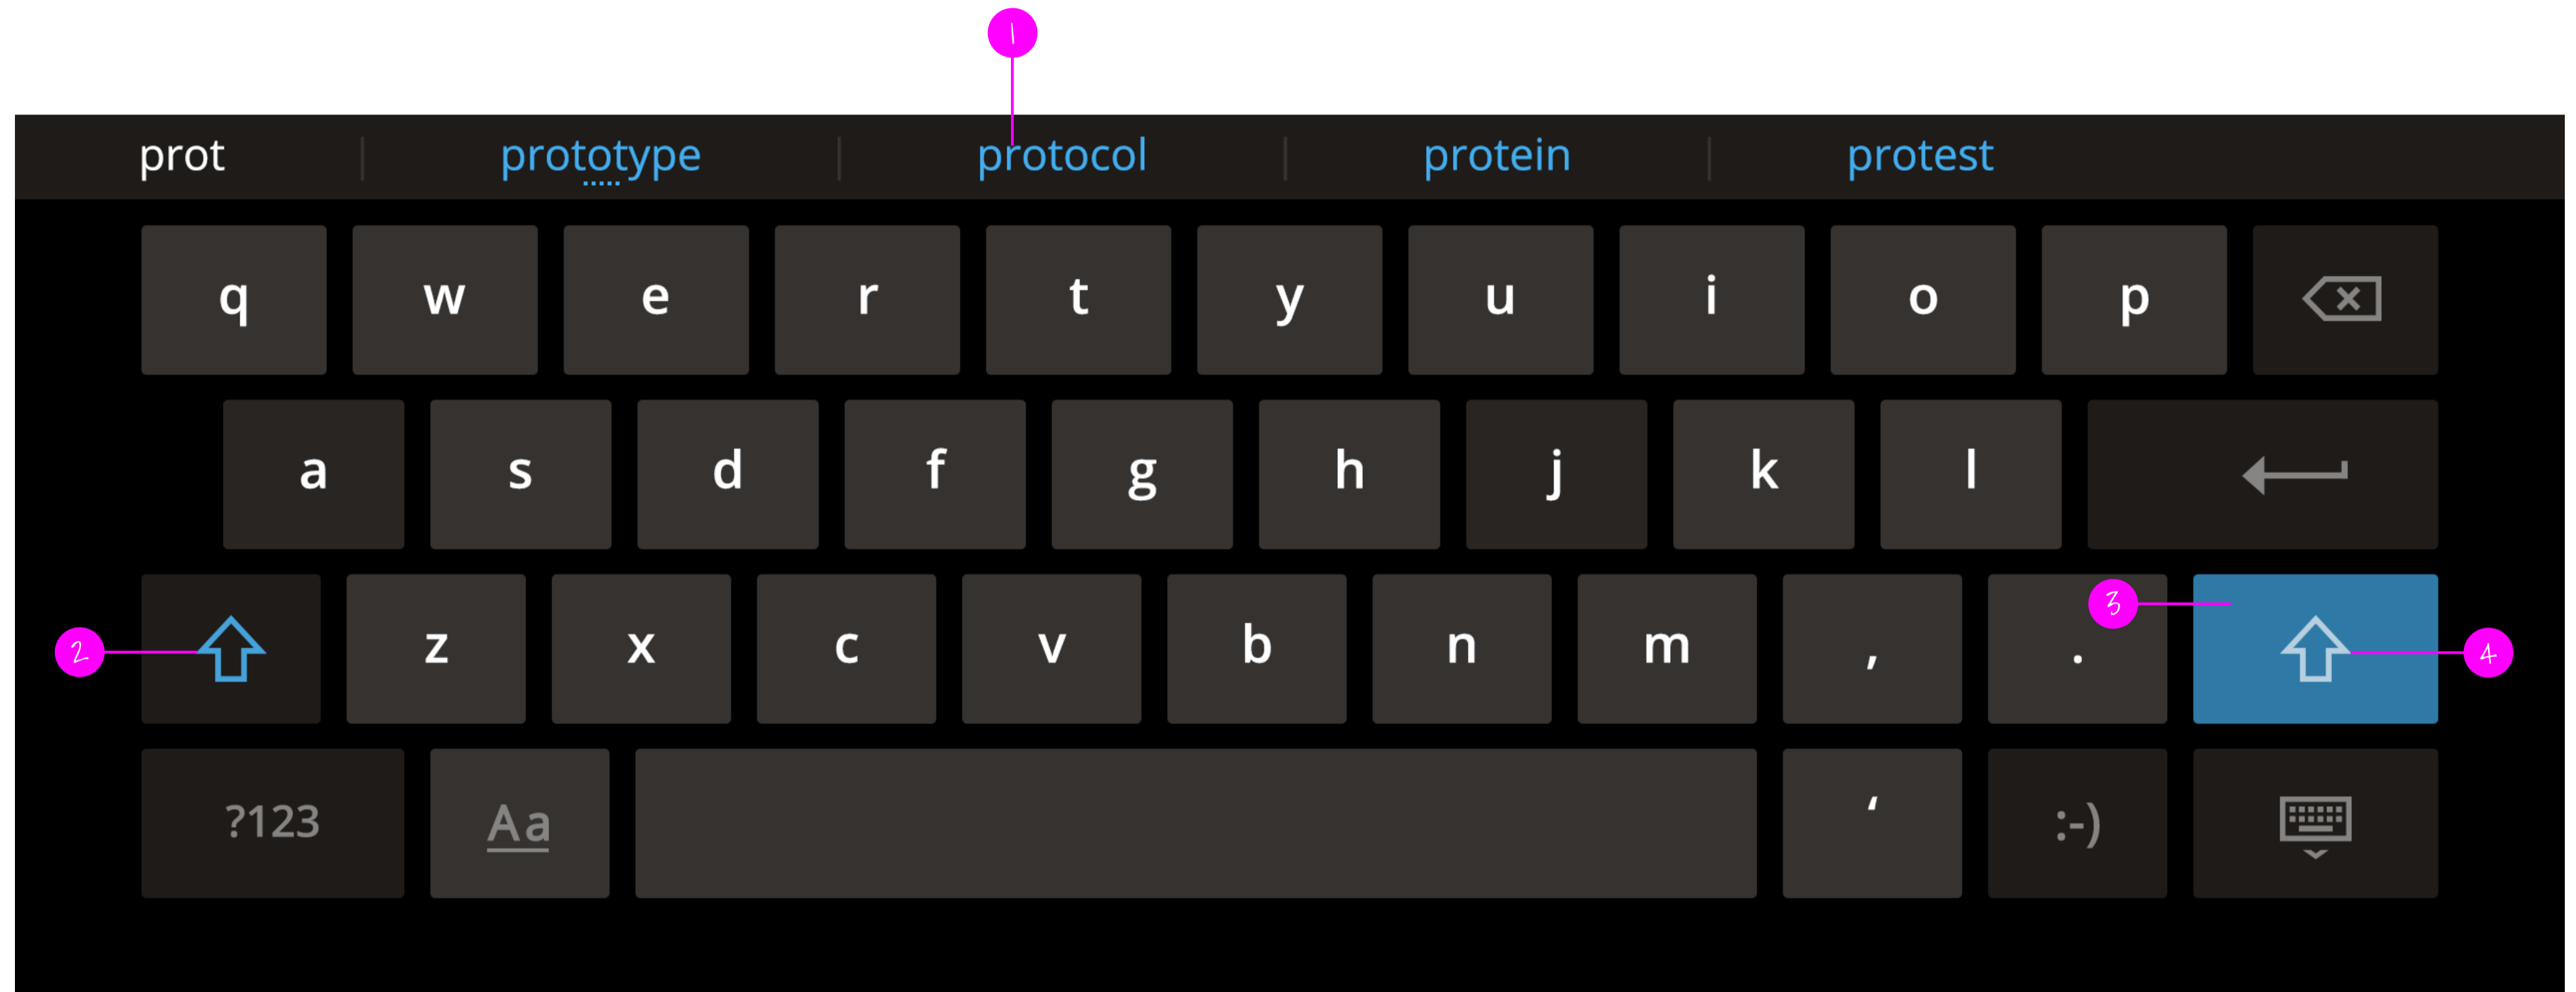 1
prot prototype protocol protein protest
q w e r t y u i o p
a s d f g h j k l
3
2 z x c v b n m , . 4
?123 Aa ‘ :-)